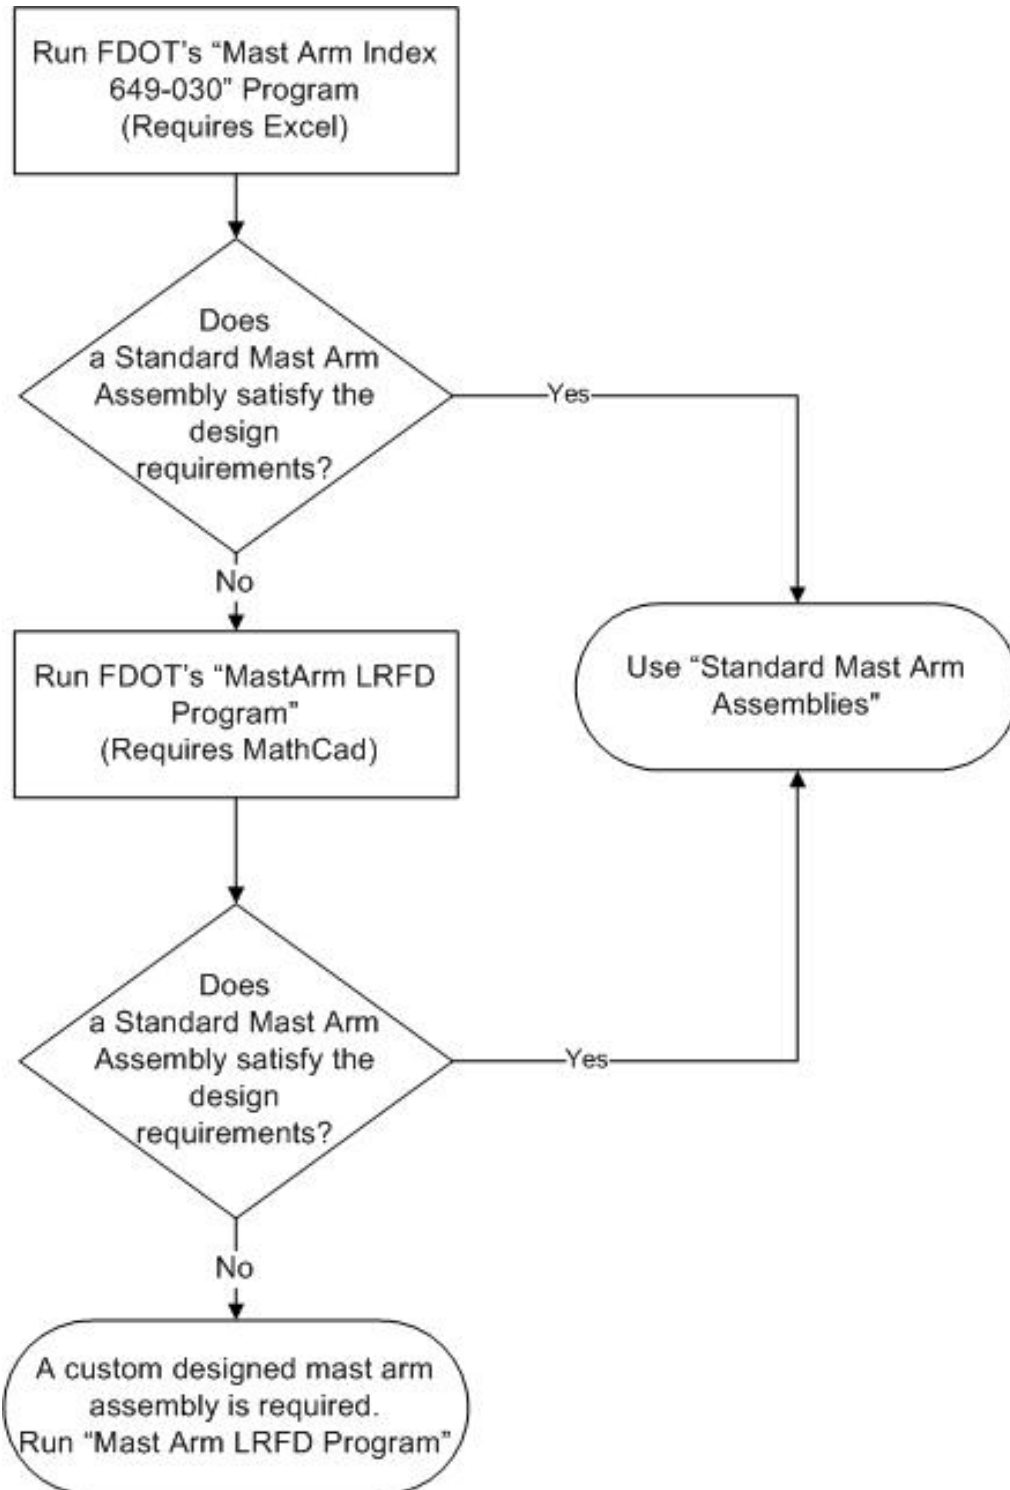 Run FDOT's “Mast Arm Index
649-030” Program
(Requires Excel)
Does
a Standard Mast Arm
Assembly satisfy the
design
requirements?
Yes
No
Run FDOT's “MastArm LRFD
Program”
(Requires MathCad)
Use “Standard Mast Arm
Assemblies”
Does
a Standard Mast Arm
Assembly satisfy the
design
requirements?
Yes
No
A custom designed mast arm
assembly is required.
Run “Mast Arm LRFD Program”